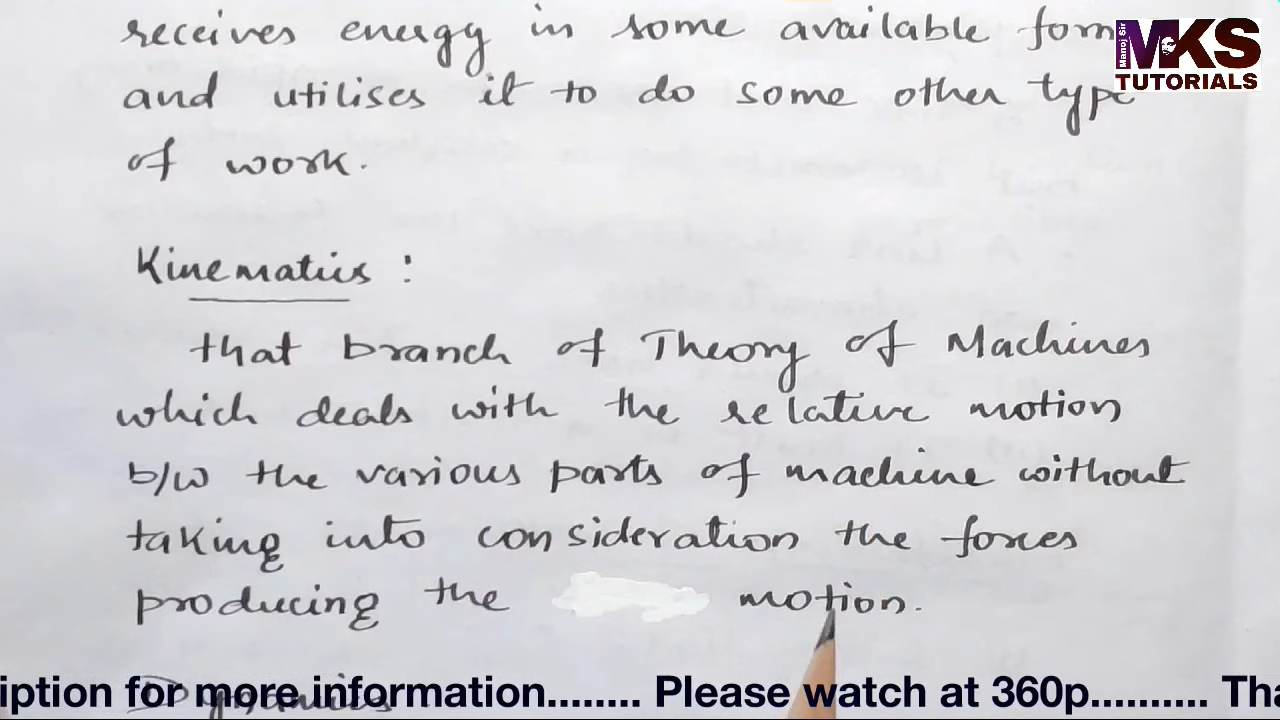 receives energy in some available form
and utilises it to do some other type
of work.
Kinematics :
that branch of Theory of Machines
which deals with the relative motion
b/w the various parts of machine without
taking into consideration the forces
producing the motion.
Dynamics
iption for more information........ Please watch at 360p.......... Tha
Manoj Sir
MKS
TUTORIALS